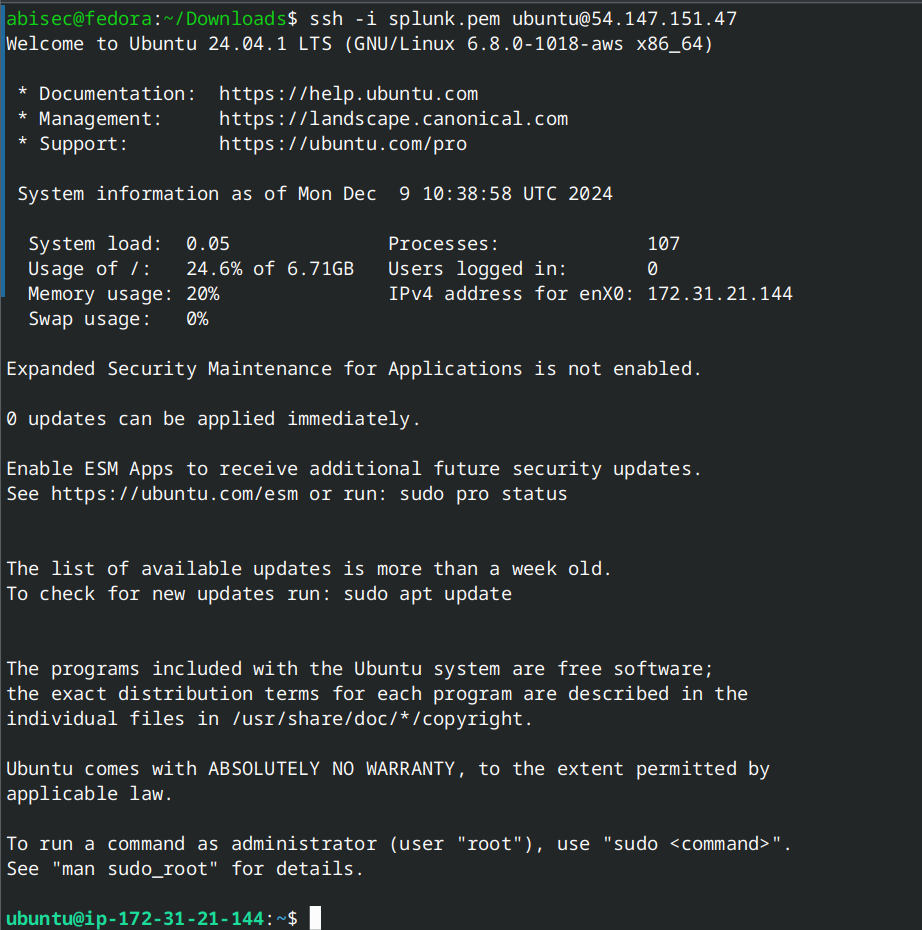 abisec@fedora:~/Downloads$ ssh -i splunk.pem ubuntu@54.147.151.47
Welcome to Ubuntu 24.04.1 LTS (GNU/Linux 6.8.0-1018-aws x86_64)

 * Documentation:  https://help.ubuntu.com
 * Management:     https://landscape.canonical.com
 * Support:        https://ubuntu.com/pro

 System information as of Mon Dec  9 10:38:58 UTC 2024

  System load:  0.05               Processes:             107
  Usage of /:   24.6% of 6.71GB   Users logged in:       0
  Memory usage: 20%                IPv4 address for enX0: 172.31.21.144
  Swap usage:   0%

Expanded Security Maintenance for Applications is not enabled.

0 updates can be applied immediately.

Enable ESM Apps to receive additional future security updates.
See https://ubuntu.com/esm or run: sudo pro status


The list of available updates is more than a week old.
To check for new updates run: sudo apt update


The programs included with the Ubuntu system are free software;
the exact distribution terms for each program are described in the
individual files in /usr/share/doc/*/copyright.

Ubuntu comes with ABSOLUTELY NO WARRANTY, to the extent permitted by
applicable law.

To run a command as administrator (user "root"), use "sudo <command>".
See "man sudo_root" for details.

ubuntu@ip-172-31-21-144:~$